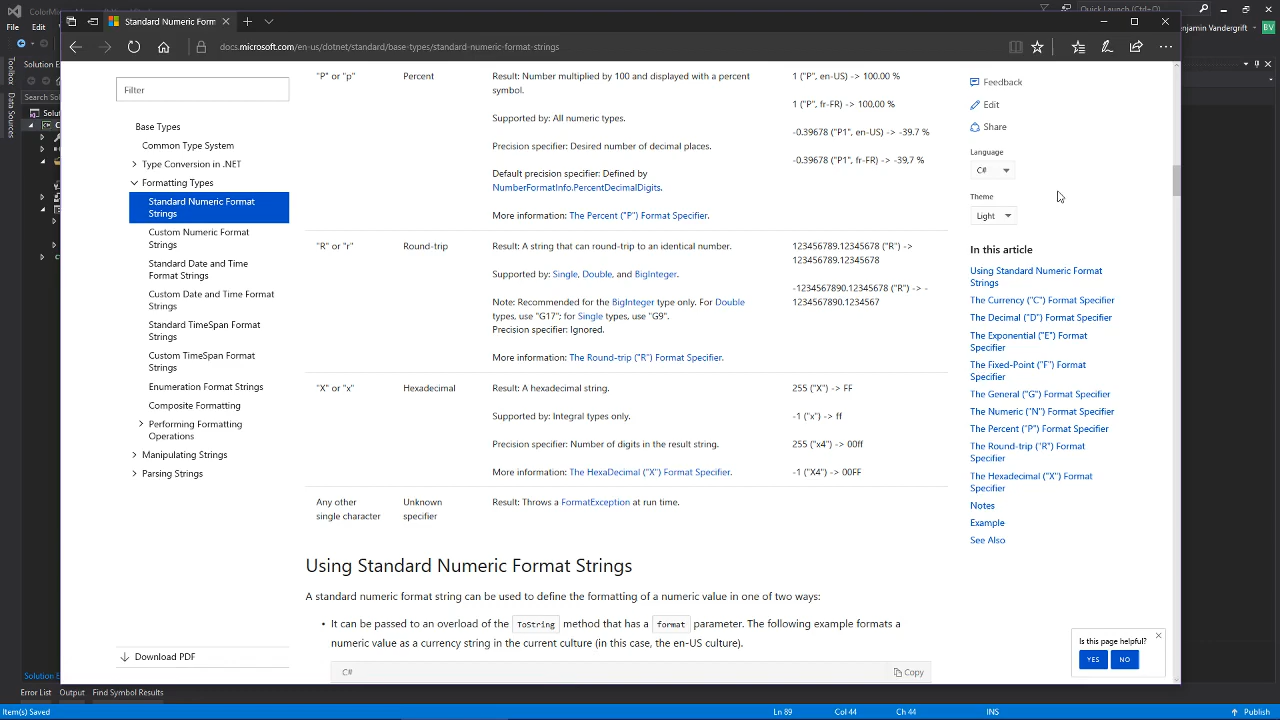 ColorMi
Quick Launch (Ctrl+Q)
File
Edit
Benjamin Vandergrift
BV
Toolbox
Data Sources
Solution E
Search Solu
Solut
Standard Numeric Form
docs.microsoft.com/en-us/dotnet/standard/base-types/standard-numeric-format-strings
Filter
Base Types
Common Type System
Type Conversion in .NET
Formatting Types
Standard Numeric Format
Strings
Custom Numeric Format
Strings
Standard Date and Time
Format Strings
Custom Date and Time Format
Strings
Standard TimeSpan Format
Strings
Custom TimeSpan Format
Strings
Enumeration Format Strings
Composite Formatting
Performing Formatting
Operations
Manipulating Strings
Parsing Strings
Download PDF
"P" or "p"
Percent
Result: Number multiplied by 100 and displayed with a percent
symbol.
Supported by: All numeric types.
Precision specifier: Desired number of decimal places.
Default precision specifier: Defined by
NumberFormatInfo.PercentDecimalDigits.
More information: The Percent ("P") Format Specifier.
1 ("P", en-US) -> 100.00 %
1 ("P", fr-FR) -> 100.00 %
-0.39678 ("P1", en-US) -> -39.7 %
-0.39678 ("P1", fr-FR) -> -39,7 %
"R" or "r"
Round-trip
Result: A string that can round-trip to an identical number.
Supported by: Single, Double, and BigInteger.
Note: Recommended for the BigInteger type only. For Double
types, use "G17"; for Single types, use "G9".
Precision specifier: Ignored.
More information: The Round-trip ("R") Format Specifier.
123456789.12345678 ("R") ->
123456789.12345678
-1234567890.12345678 ("R") -> -
1234567890.1234567
"X" or "x"
Hexadecimal
Result: A hexadecimal string.
Supported by: Integral types only.
Precision specifier: Number of digits in the result string.
More information: The HexaDecimal ("X") Format Specifier.
255 ("X") -> FF
-1 ("x") -> ff
255 ("x4") -> 00ff
-1 ("X4") -> 00FF
Any other
single character
Unknown
specifier
Result: Throws a FormatException at run time.
Using Standard Numeric Format Strings
A standard numeric format string can be used to define the formatting of a numeric value in one of two ways:
• It can be passed to an overload of the ToString method that has a format parameter. The following example formats a
numeric value as a currency string in the current culture (in this case, the en-US culture).
C#
Copy
Feedback
Edit
Share
Language
C#
Theme
Light
In this article
Using Standard Numeric Format
Strings
The Currency ("C") Format Specifier
The Decimal ("D") Format Specifier
The Exponential ("E") Format
Specifier
The Fixed-Point ("F") Format
Specifier
The General ("G") Format Specifier
The Numeric ("N") Format Specifier
The Percent ("P") Format Specifier
The Round-trip ("R") Format
Specifier
The Hexadecimal ("X") Format
Specifier
Notes
Example
See Also
Is this page helpful?
YES
NO
Solution E
Error List
Output
Find Symbol Results
Item(s) Saved
Ln 89
Col 44
Ch 44
INS
Publish